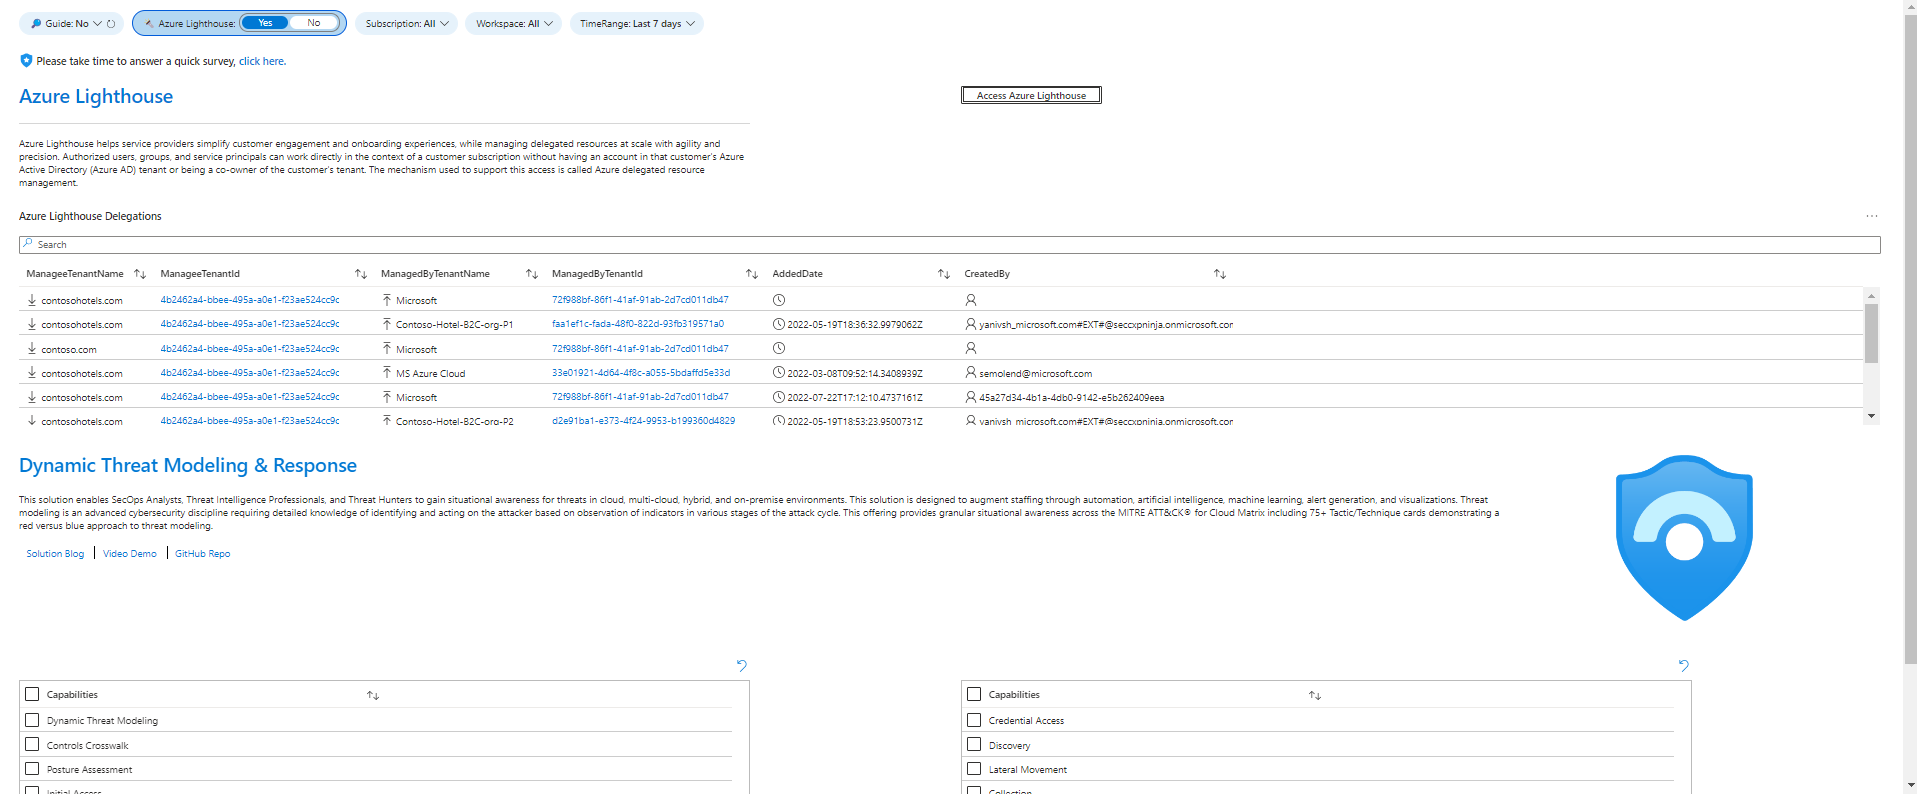 Guide: No
Azure Lighthouse: Yes No
Subscription: All
Workspace: All
TimeRange: Last 7 days
Please take time to answer a quick survey, click here.
Azure Lighthouse
Access Azure Lighthouse
Azure Lighthouse helps service providers simplify customer engagement and onboarding experiences, while managing delegated resources at scale with agility and
precision. Authorized users, groups, and service principals can work directly in the context of a customer subscription without having an account in that customer's Azure
Active Directory (Azure AD) tenant or being a co-owner of the customer's tenant. The mechanism used to support this access is called Azure delegated resource
management.
Azure Lighthouse Delegations
Search
ManageeTenantName ManageeTenantId ManagedByTenantName ManagedByTenantId AddedDate CreatedBy
contosohotels.com 4b2462a4-bbee-495a-a0e1-f23ae524cc9c Microsoft 72f988bf-86f1-41af-91ab-2d7cd011db47
contosohotels.com 4b2462a4-bbee-495a-a0e1-f23ae524cc9c Contoso-Hotel-B2C-org-P1 faa1ef1c-fada-48f0-822d-93fb319571a0 2022-05-19T18:36:32.9979062Z yanivsh_microsoft.com#EXT#@seccxpninja.onmicrosoft.cor
contoso.com 4b2462a4-bbee-495a-a0e1-f23ae524cc9c Microsoft 72f988bf-86f1-41af-91ab-2d7cd011db47
contosohotels.com 4b2462a4-bbee-495a-a0e1-f23ae524cc9c MS Azure Cloud 33e01921-4d64-4f8c-a055-5bdaffd5e33d 2022-03-08T09:52:14.3408939Z semolend@microsoft.com
contosohotels.com 4b2462a4-bbee-495a-a0e1-f23ae524cc9c Microsoft 72f988bf-86f1-41af-91ab-2d7cd011db47 2022-07-22T17:12:10.4737161Z 45a27d34-4b1a-4db0-9142-e5b262409eea
contosohotels.com 4b2462a4-bbee-495a-a0e1-f23ae524cc9c Contoso-Hotel-B2C-org-P2 d2e91ba1-e373-4f24-9953-b199360d4829 2022-05-19T18:53:23.9500731Z yanivsh_microsoft.com#EXT#@seccxpninja.onmicrosoft.cor
Dynamic Threat Modeling & Response
This solution enables SecOps Analysts, Threat Intelligence Professionals, and Threat Hunters to gain situational awareness for threats in cloud, multi-cloud, hybrid, and on-premise environments. This solution is designed to augment staffing through automation, artificial intelligence, machine learning, alert generation, and visualizations. Threat
modeling is an advanced cybersecurity discipline requiring detailed knowledge of identifying and acting on the attacker based on observation of indicators in various stages of the attack cycle. This offering provides granular situational awareness across the MITRE ATT&CK® for Cloud Matrix including 75+ Tactic/Technique cards demonstrating a
red versus blue approach to threat modeling.
Solution Blog Video Demo GitHub Repo
Capabilities
Dynamic Threat Modeling
Controls Crosswalk
Posture Assessment
Initial Access
Capabilities
Credential Access
Discovery
Lateral Movement
Collection